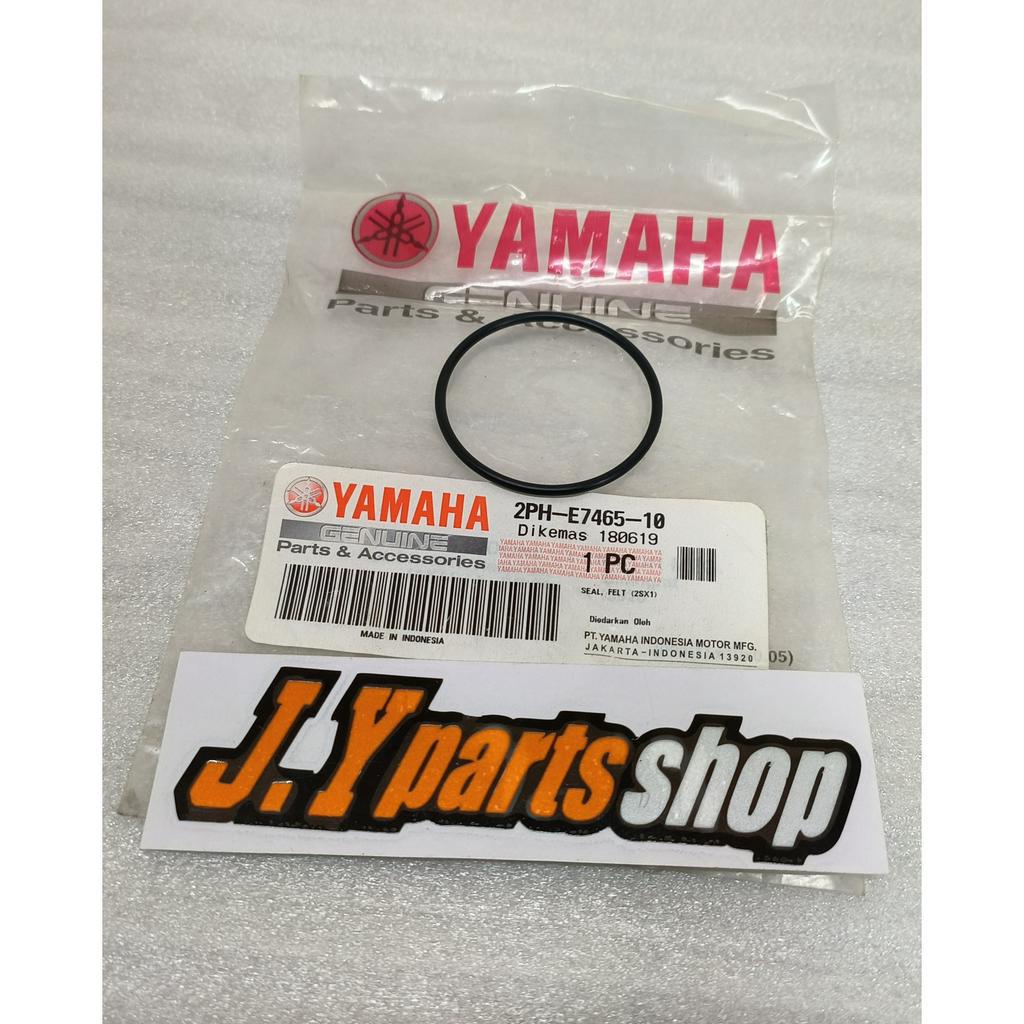 YAMAHA
GENUINE
Parts & Accessories
YAMAHA
GENUINE
Parts & Accessories
2PH-E7465-10
Dikemas 180619
1 PC
SEAL, FELT (2SX1)
Diedarkan Oleh
PT. YAMAHA INDONESIA MOTOR MFG.
JAKARTA-INDONESIA 13920
MADE IN INDONESIA
05)
J.Y parts shop